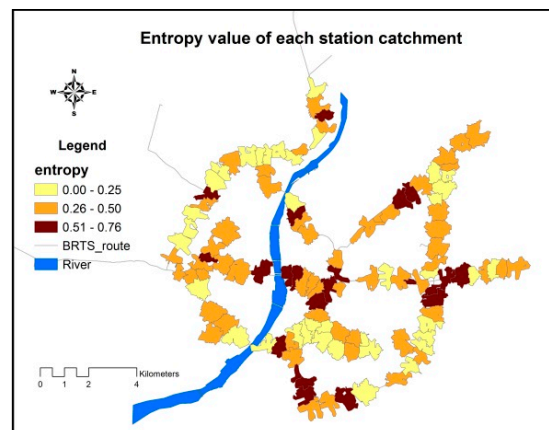 Entropy value of each station catchment
N
W E
S
Legend
entropy
0.00 - 0.25
0.26 - 0.50
0.51 - 0.76
BRTS_route
River
Kilometers
0 1 2 4